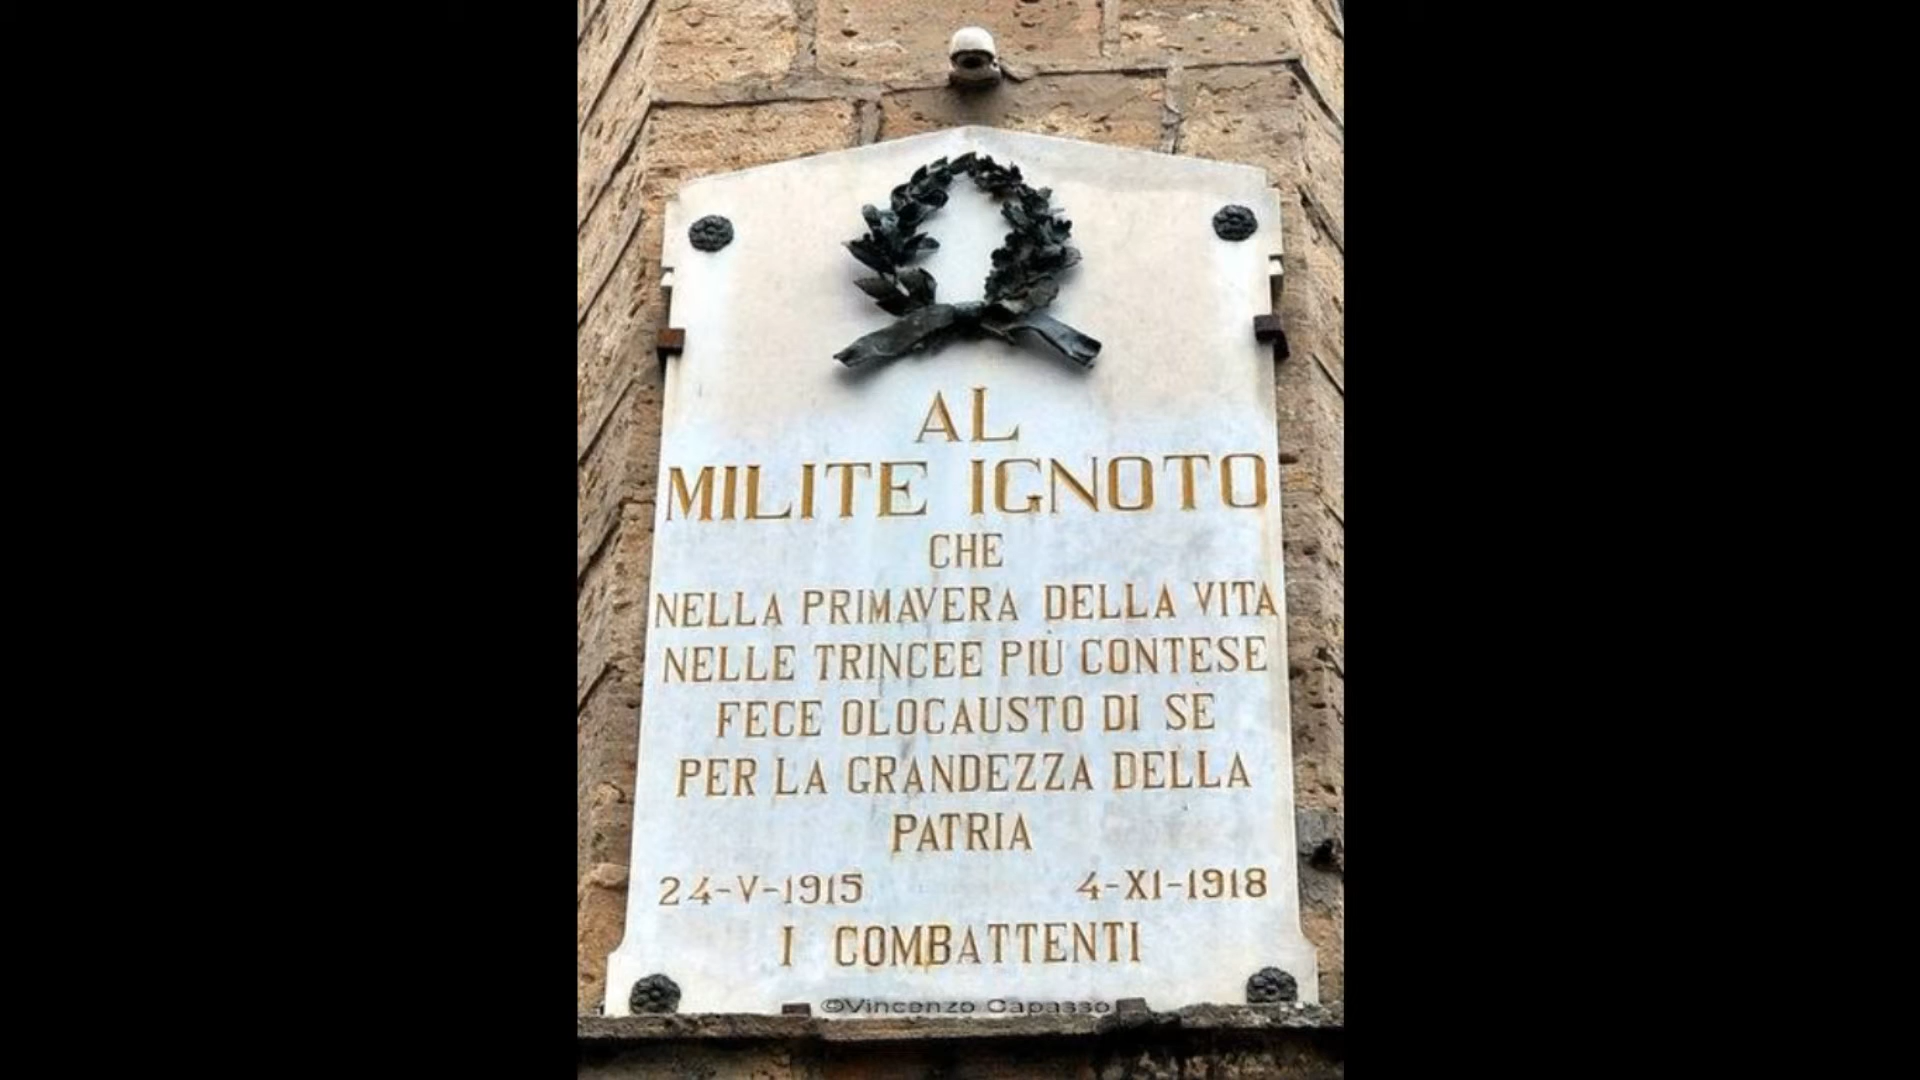 AL
MILITE IGNOTO
CHE
NELLA PRIMAVERA DELLA VITA
NELLE TRINCEE PIÙ CONTESE
FECE OLOCAUSTO DI SÈ
PER LA GRANDEZZA DELLA
PATRIA
24-V-1915 4-XI-1918
I COMBATTENTI
©Vincenzo Capasso